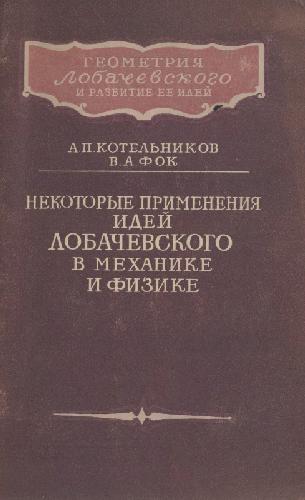 ГЕОМЕТРИЯ
Лобачевского
И РАЗВИТИЕ ЕЕ ИДЕЙ
А.П. КОТЕЛЬНИКОВ
В. А. ФОК
НЕКОТОРЫЕ ПРИМЕНЕНИЯ
ИДЕЙ
ЛОБАЧЕВСКОГО
В МЕХАНИКЕ
И ФИЗИКЕ